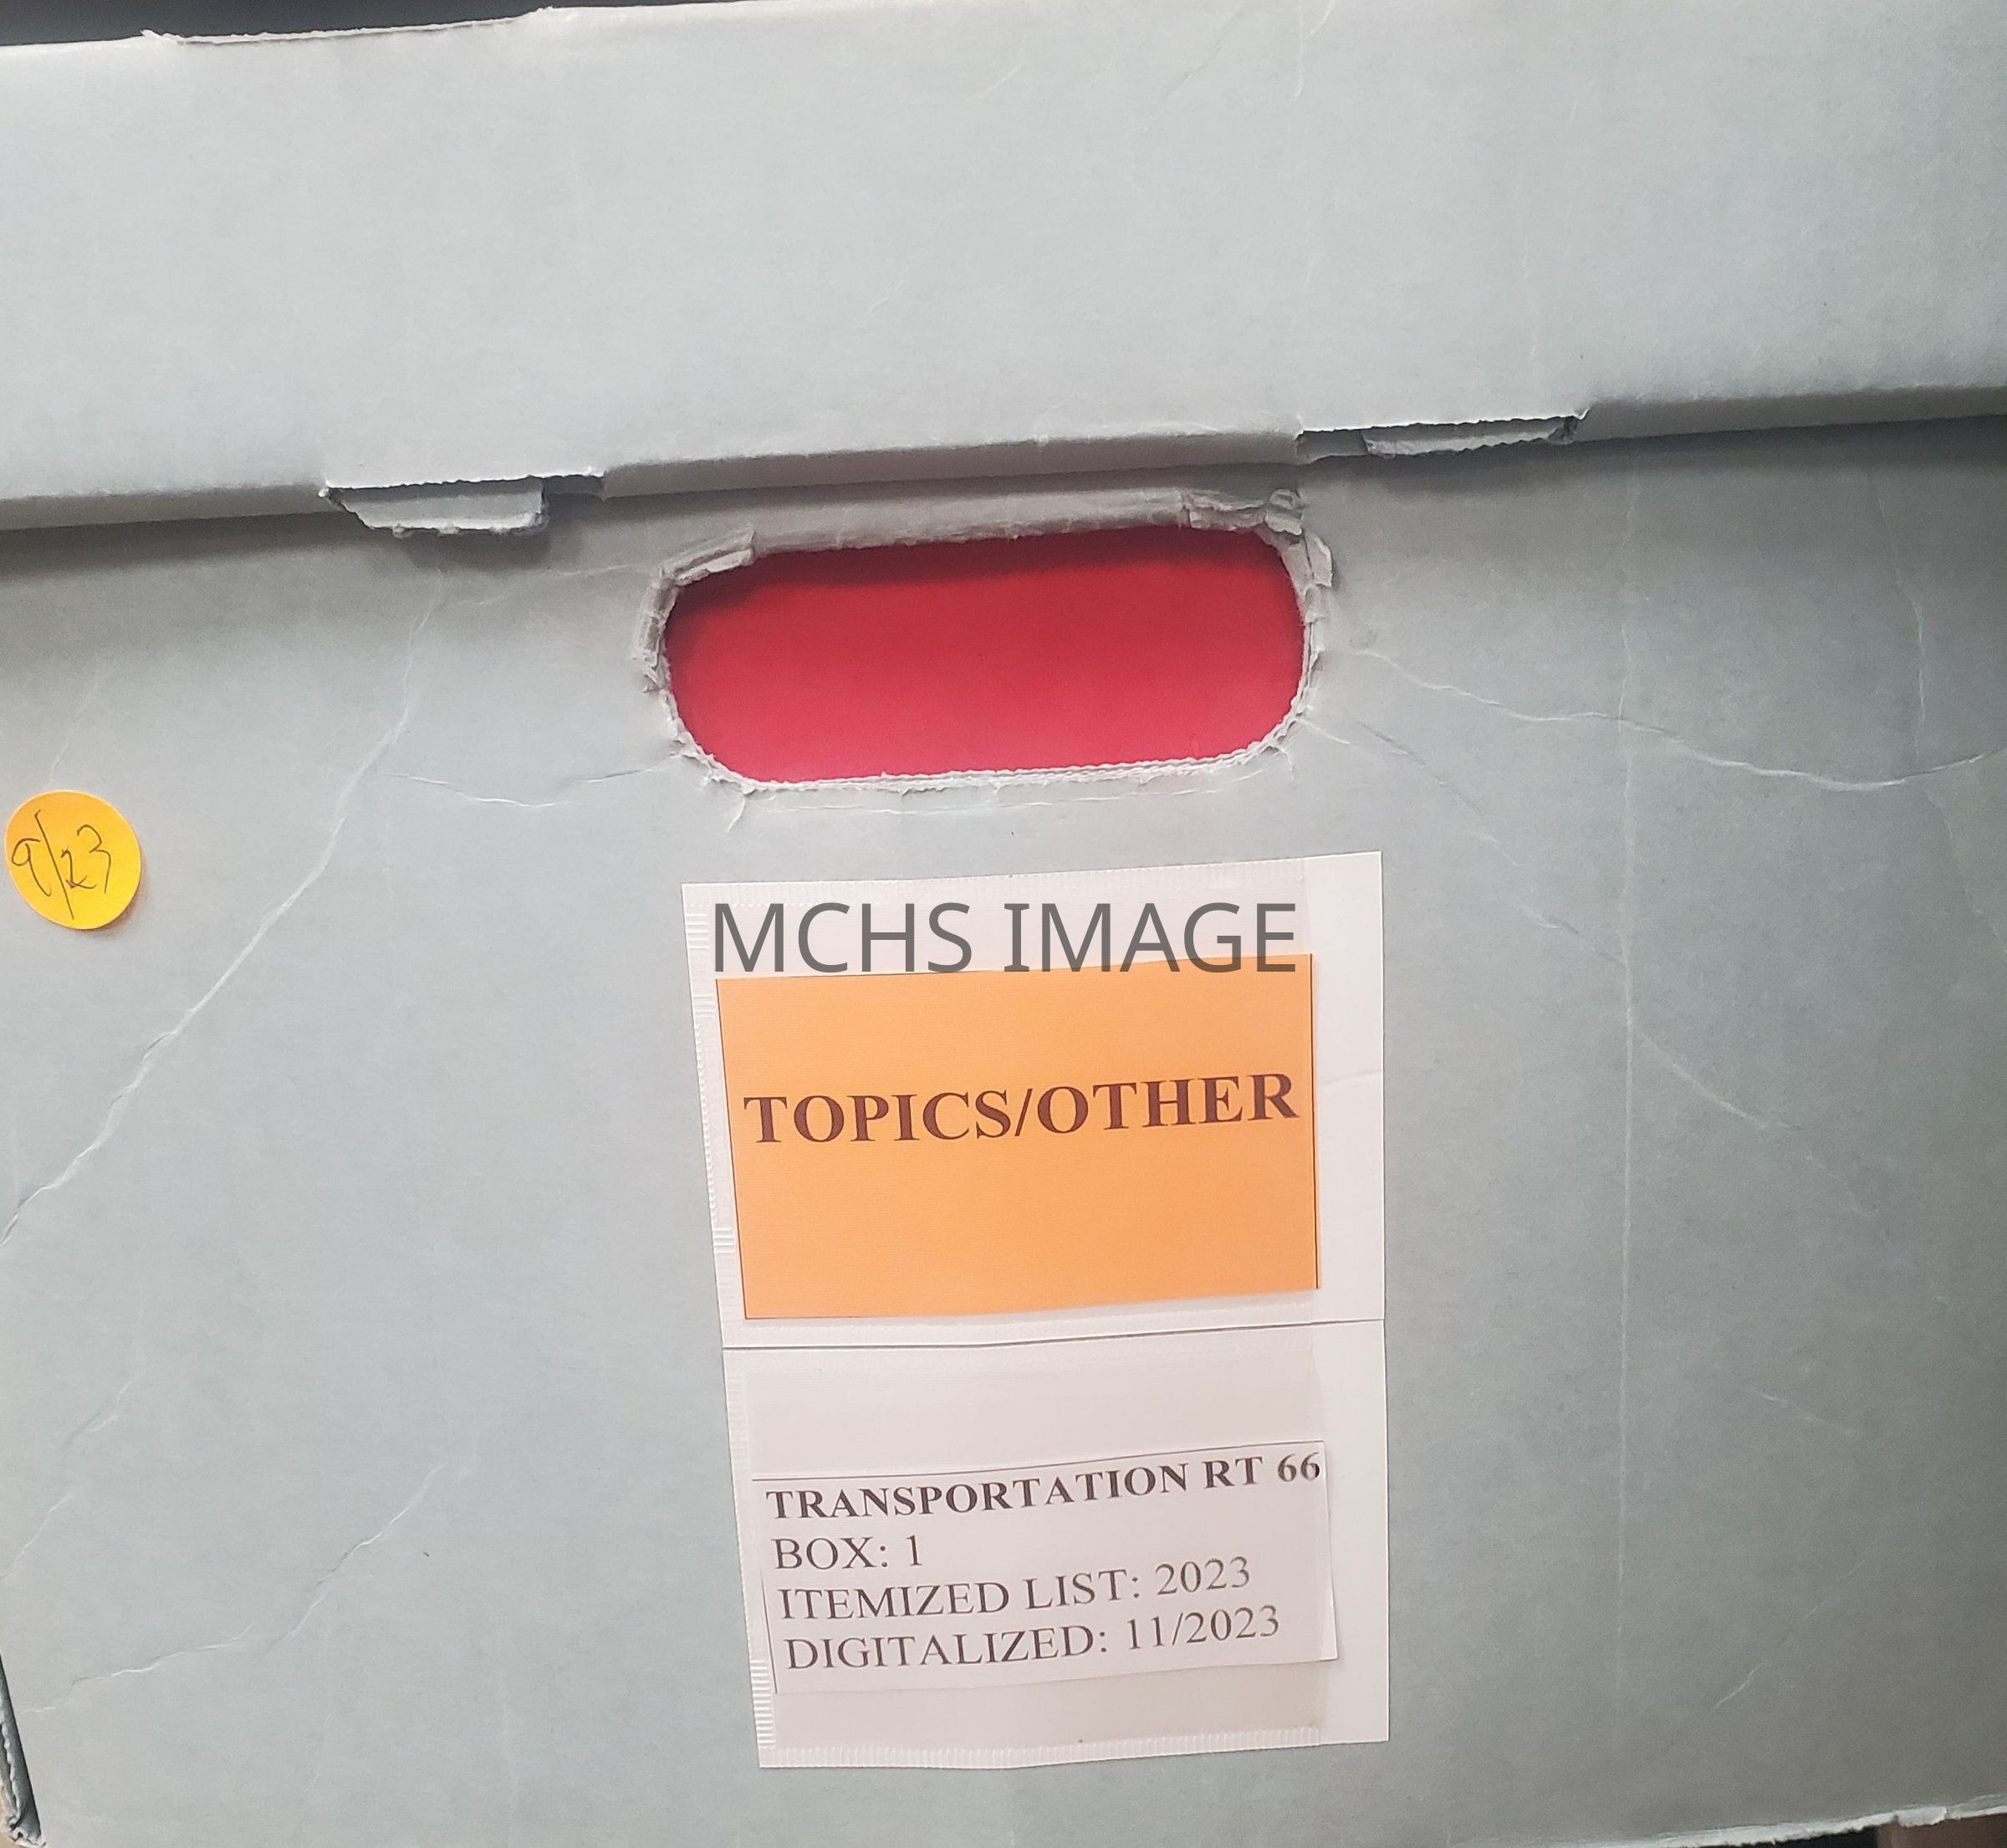 9/23
MCHS IMAGE
TOPICS/OTHER
TRANSPORTATION RT 66
BOX: 1
ITEMIZED LIST: 2023
DIGITALIZED: 11/2023